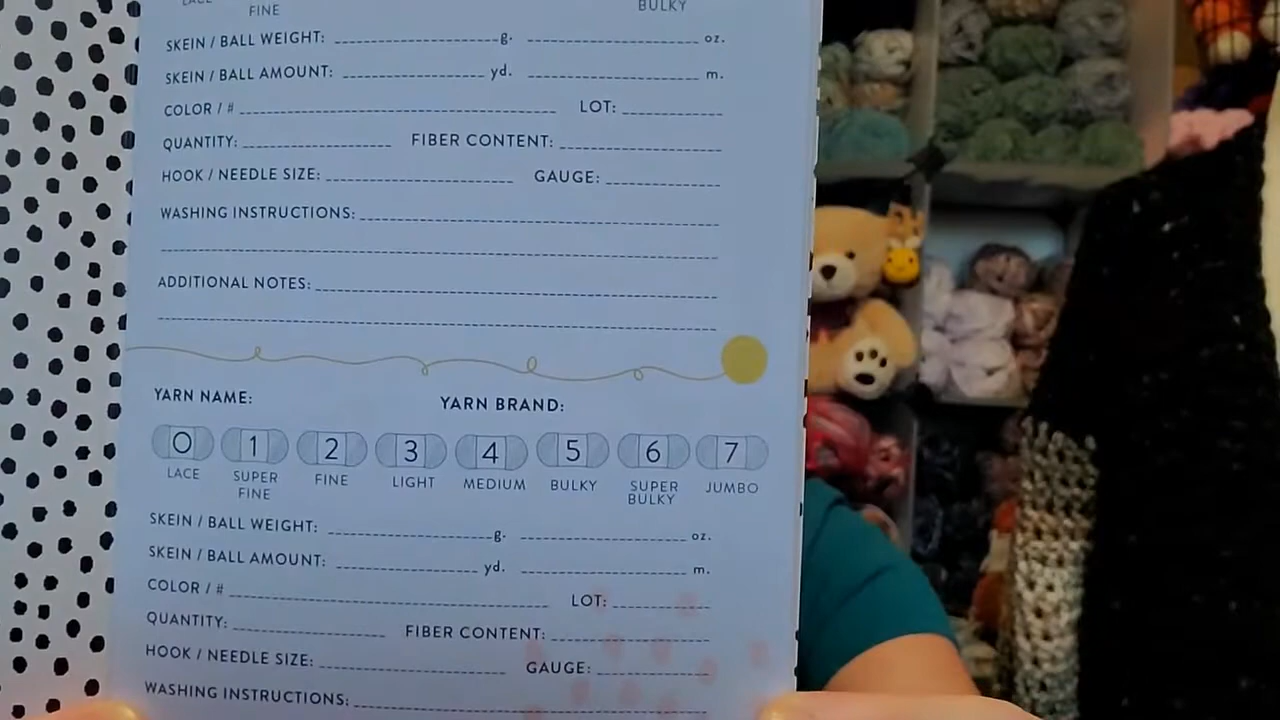 LACE
FINE
BULKY
SKEIN / BALL WEIGHT: g. oz.
SKEIN / BALL AMOUNT: yd. m.
COLOR / # LOT:
QUANTITY: FIBER CONTENT:
HOOK / NEEDLE SIZE: GAUGE:
WASHING INSTRUCTIONS:
ADDITIONAL NOTES:
YARN NAME: YARN BRAND:
0 1 2 3 4 5 6 7
LACE SUPER FINE LIGHT MEDIUM BULKY SUPER JUMBO
FINE BULKY
SKEIN / BALL WEIGHT: g. oz.
SKEIN / BALL AMOUNT: yd. m.
COLOR / # LOT:
QUANTITY: FIBER CONTENT:
HOOK / NEEDLE SIZE: GAUGE:
WASHING INSTRUCTIONS: